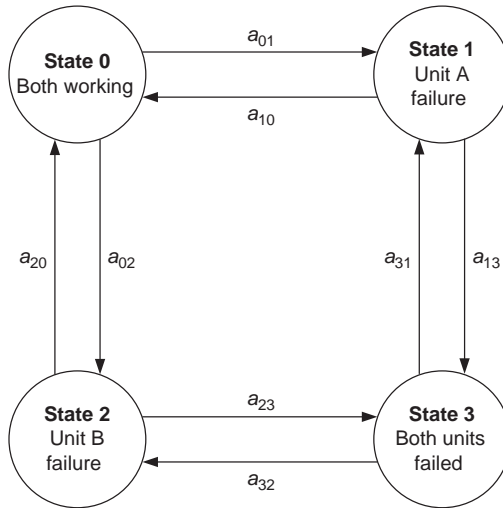 State 0
Both working
a01
State 1
Unit A
failure
a10
a20
a02
a31
a13
State 2
Unit B
failure
a23
State 3
Both units
failed
a32